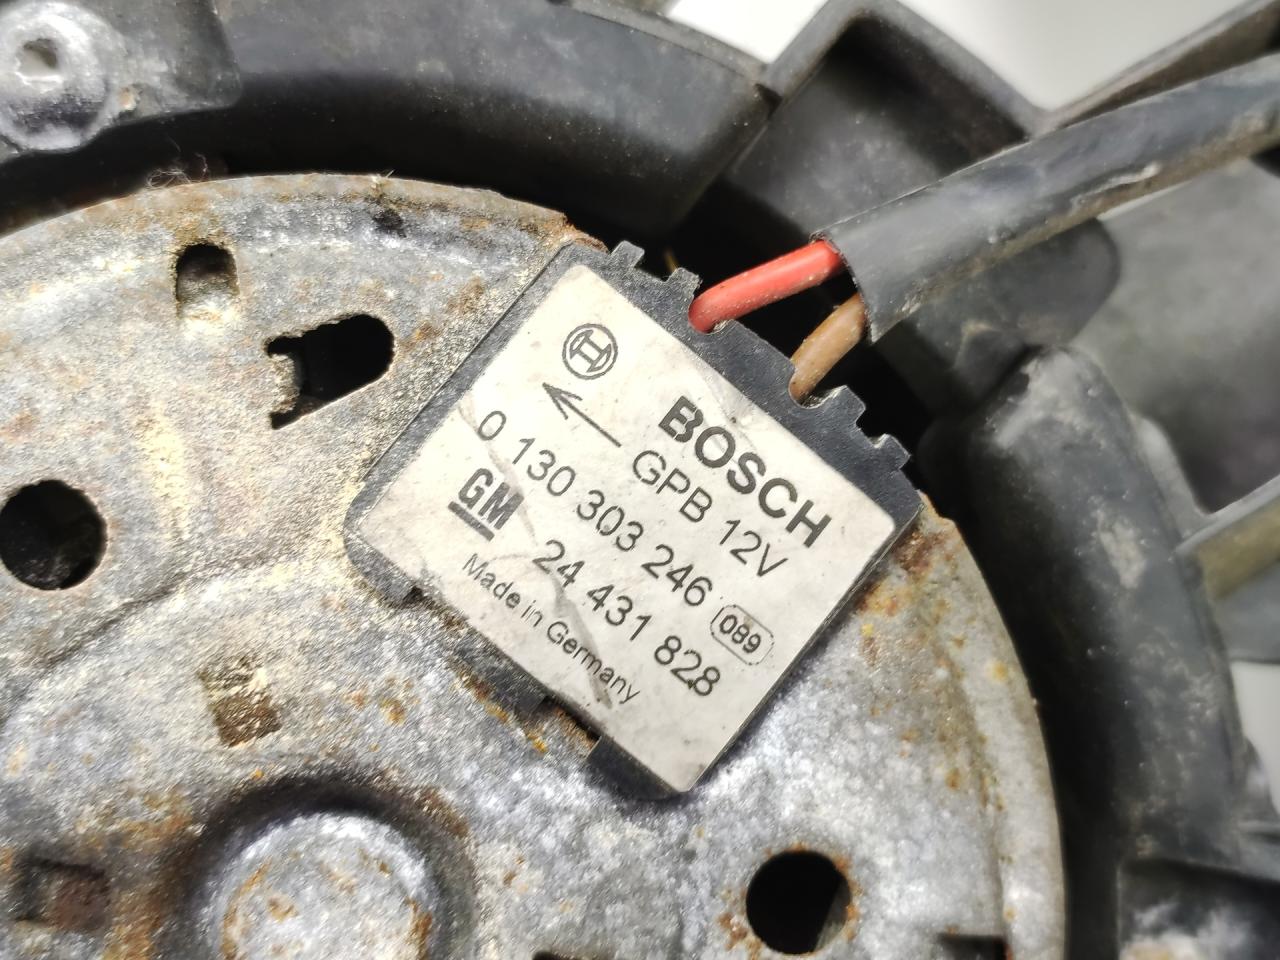 BOSCH
GPB 12V
0 130 303 246 089
GM 24 431 828
Made in Germany